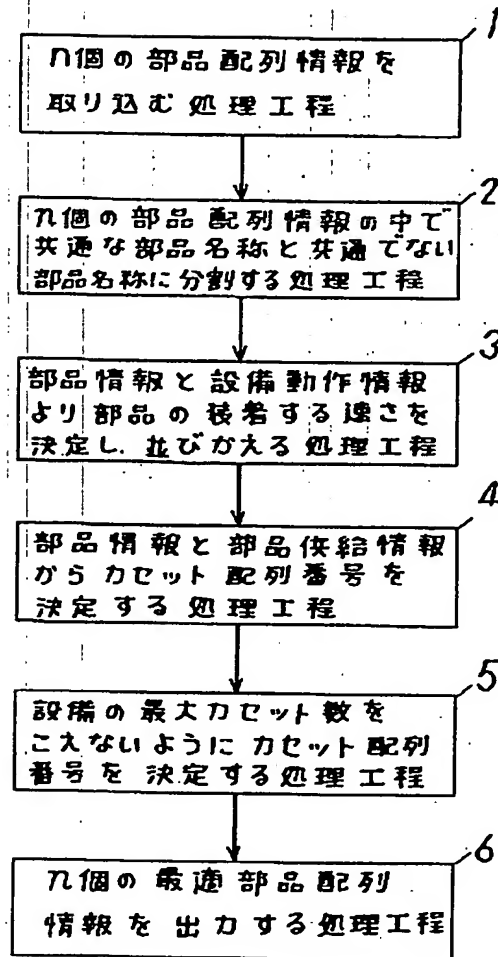 1
n個の部品配列情報を
取り込む処理工程
2
n個の部品配列情報の中で
共通な部品名称と共通でない
部品名称に分割する処理工程
3
部品情報と設備動作情報
より部品の装着する速さを
決定し、並びかえる処理工程
4
部品情報と部品供給情報
からカセット配列番号を
決定する処理工程
5
設備の最大カセット数を
こえないようにカセット配列
番号を決定する処理工程
6
n個の最適部品配列
情報を出力する処理工程